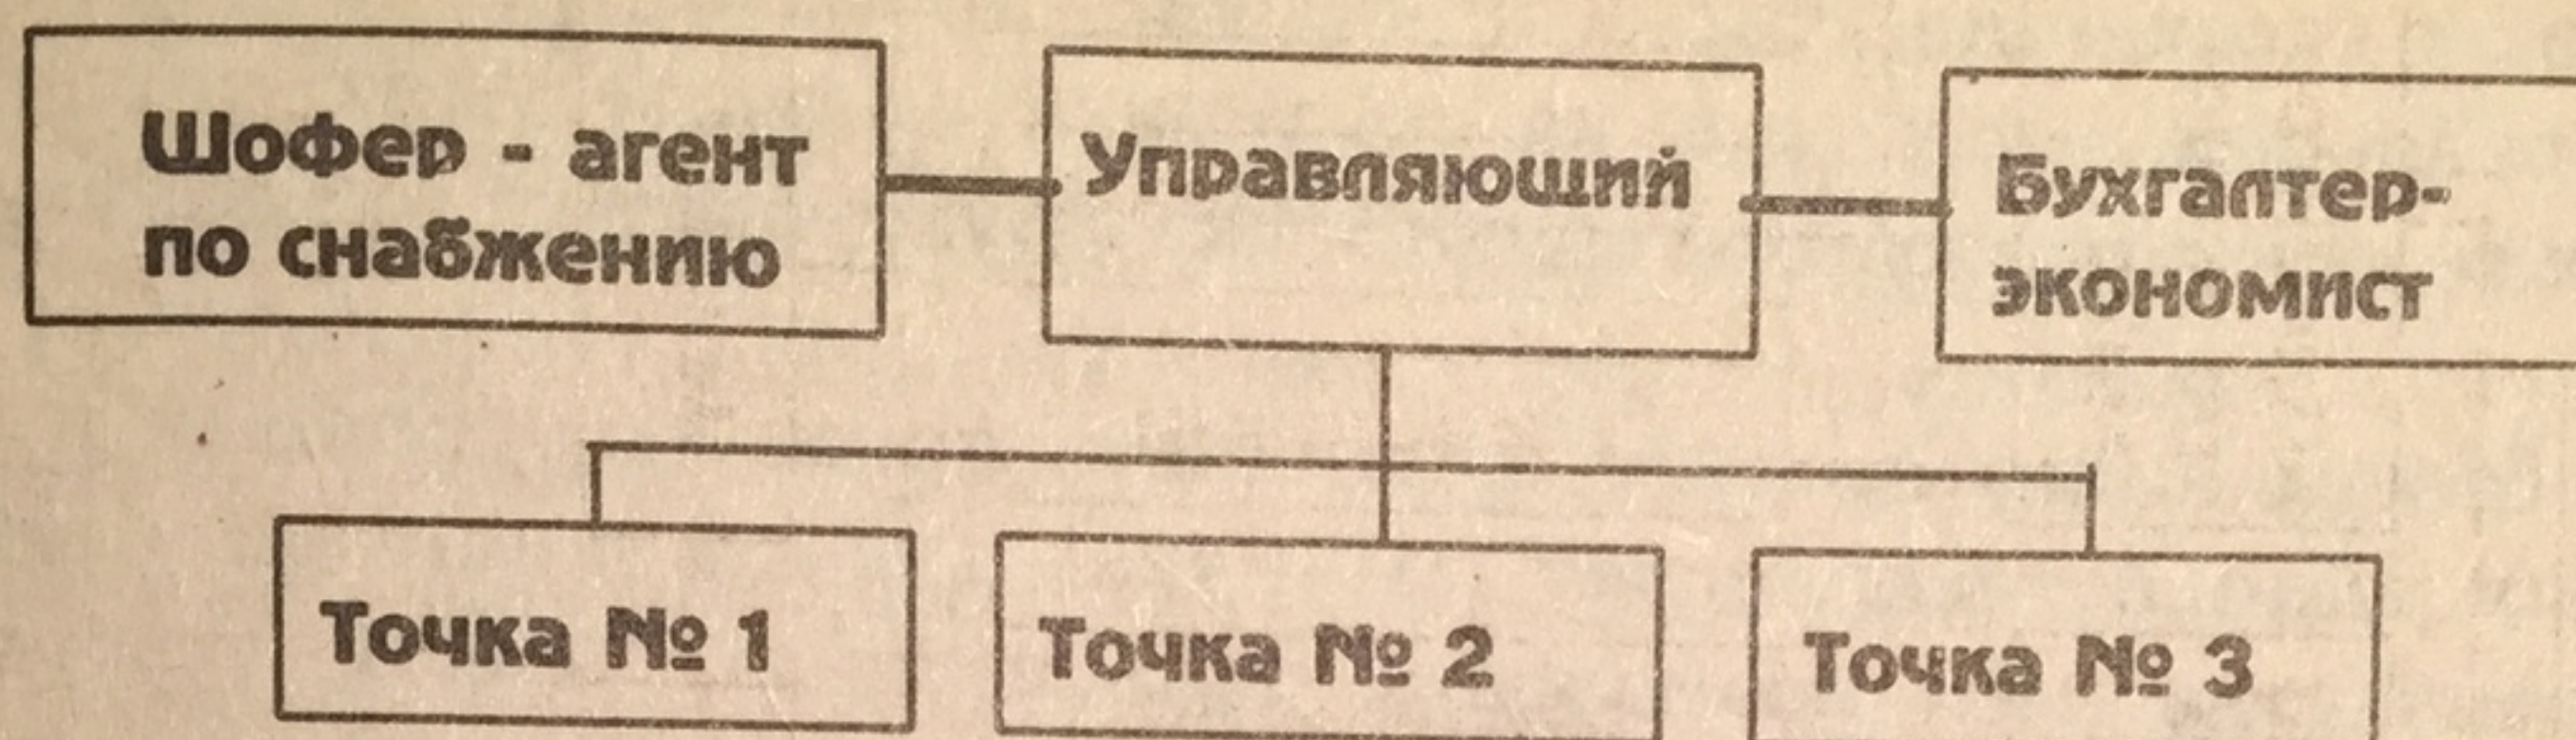 Шофер - агент
по снабжению
Управляющий
Бухгалтер-
экономист
Точка № 1
Точка № 2
Точка № 3